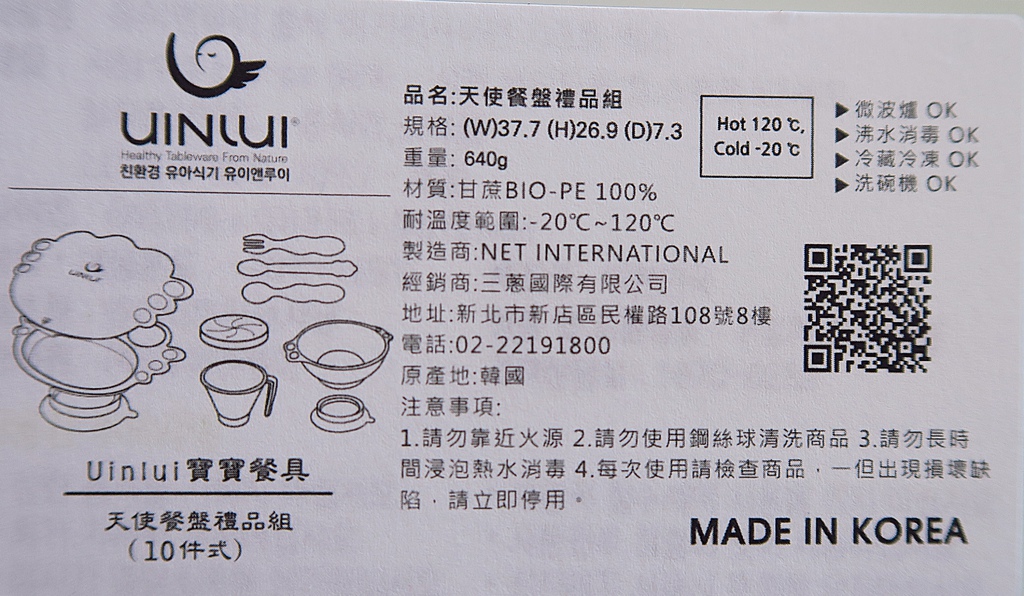 UINLUI®
Healthy Tableware From Nature
친환경 유아식기 유이앤루이
Uinlui寶寶餐具
天使餐盤禮品組
(10件式)
品名:天使餐盤禮品組
規格: (W)37.7 (H)26.9 (D)7.3
重量: 640g
材質:甘蔗BIO-PE 100%
耐溫度範圍:-20℃~120℃
製造商:NET INTERNATIONAL
經銷商:三蔥國際有限公司
地址:新北市新店區民權路108號8樓
電話:02-22191800
原產地:韓國
注意事項:
1.請勿靠近火源 2.請勿使用鋼絲球清洗商品 3.請勿長時
間浸泡熱水消毒 4.每次使用請檢查商品，一但出現損壞缺
陷，請立即停用。
Hot 120 ℃,
Cold -20 ℃
▶微波爐 OK
▶沸水消毒 OK
▶冷藏冷凍 OK
▶洗碗機 OK
MADE IN KOREA